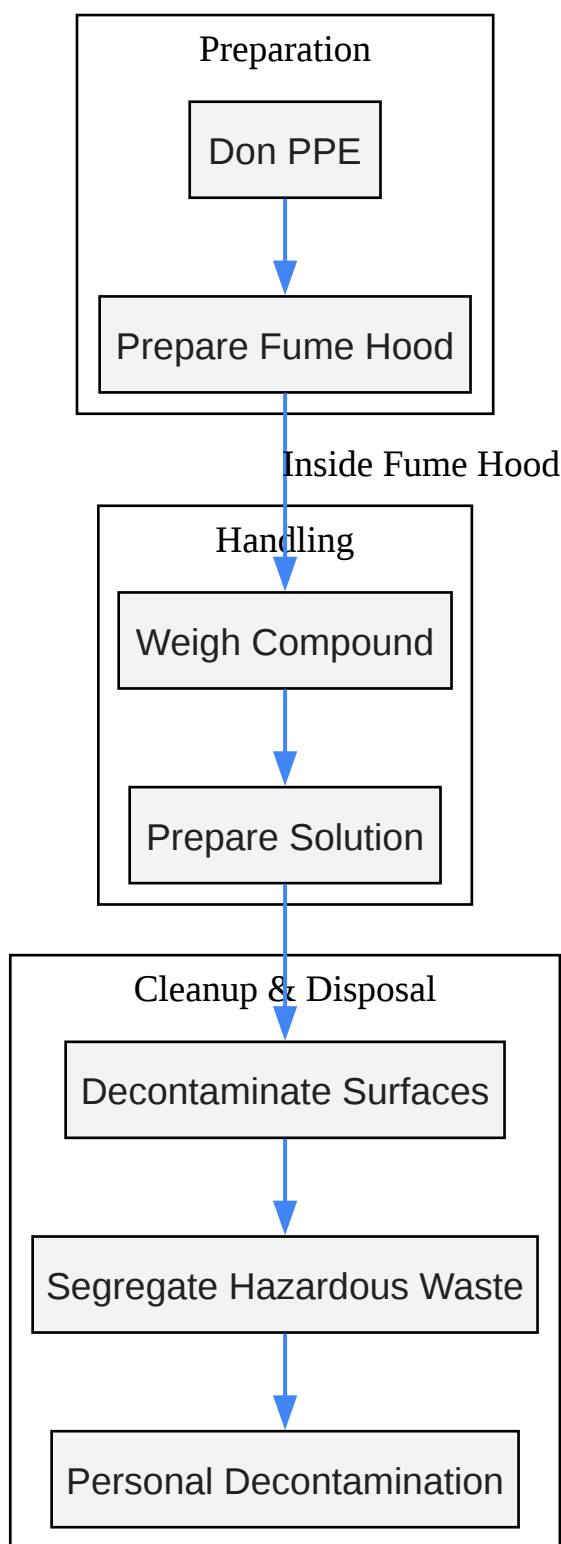 Preparation
Don PPE
Prepare Fume Hood
Inside Fume Hood
Handling
Weigh Compound
Prepare Solution
Cleanup & Disposal
Decontaminate Surfaces
Segregate Hazardous Waste
Personal Decontamination